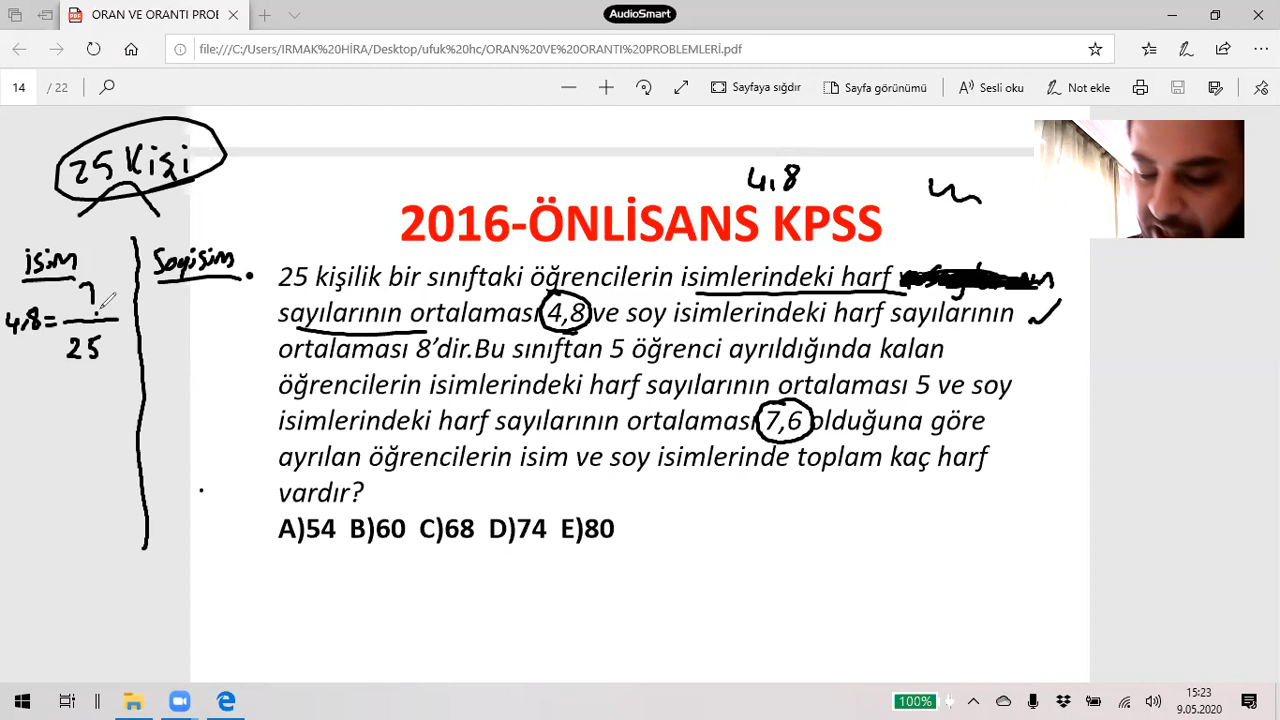 AudioSmart
ORAN VE ORANTI PROB
file:///C:/Users/IRMAK%20HİRA/Desktop/ufuk%20hc/ORAN%20VE%20ORANTI%20PROBLEMLERİ.pdf
14 / 22
Sayfaya sığdır
Sayfa görünümü
Sesli oku
Not ekle
25 Kişi
4,8
2016-ÖNLİSANS KPSS
isim
Soyisim
4,8 = ?
25
25 kişilik bir sınıftaki öğrencilerin isimlerindeki harf
sayılarının ortalaması 4,8 ve soy isimlerindeki harf sayılarının
ortalaması 8’dir.Bu sınıftan 5 öğrenci ayrıldığında kalan
öğrencilerin isimlerindeki harf sayılarının ortalaması 5 ve soy
isimlerindeki harf sayılarının ortalaması 7,6 olduğuna göre
ayrılan öğrencilerin isim ve soy isimlerinde toplam kaç harf
vardır?
A)54 B)60 C)68 D)74 E)80
100%
15:23
9.05.2020